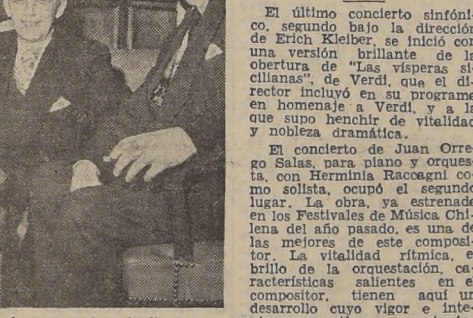 El último concierto sinfóni
co, segundo bajo la dirección
de Erich Kleiber, se inició con
una versión brillante de la
obertura de "Las vísperas si-
cilianas", de Verdi, que el di-
rector incluyó en su programa
en homenaje a Verdi, y a la
que supo henchir de vitalidad
y nobleza dramática.
El concierto de Juan Orre
go Salas, para piano y orques-
ta, con Herminia Raccagni co-
mo solista, ocupó el segundo
lugar. La obra, ya estrenada
en los Festivales de Música Chi
lena del año pasado, es una de
las mejores de este composi-
tor. La vitalidad rítmica, e
brillo de la orquestación, ca-
racterísticas salientes en e
compositor, tienen aquí un
desarrollo cuyo vigor e inte-